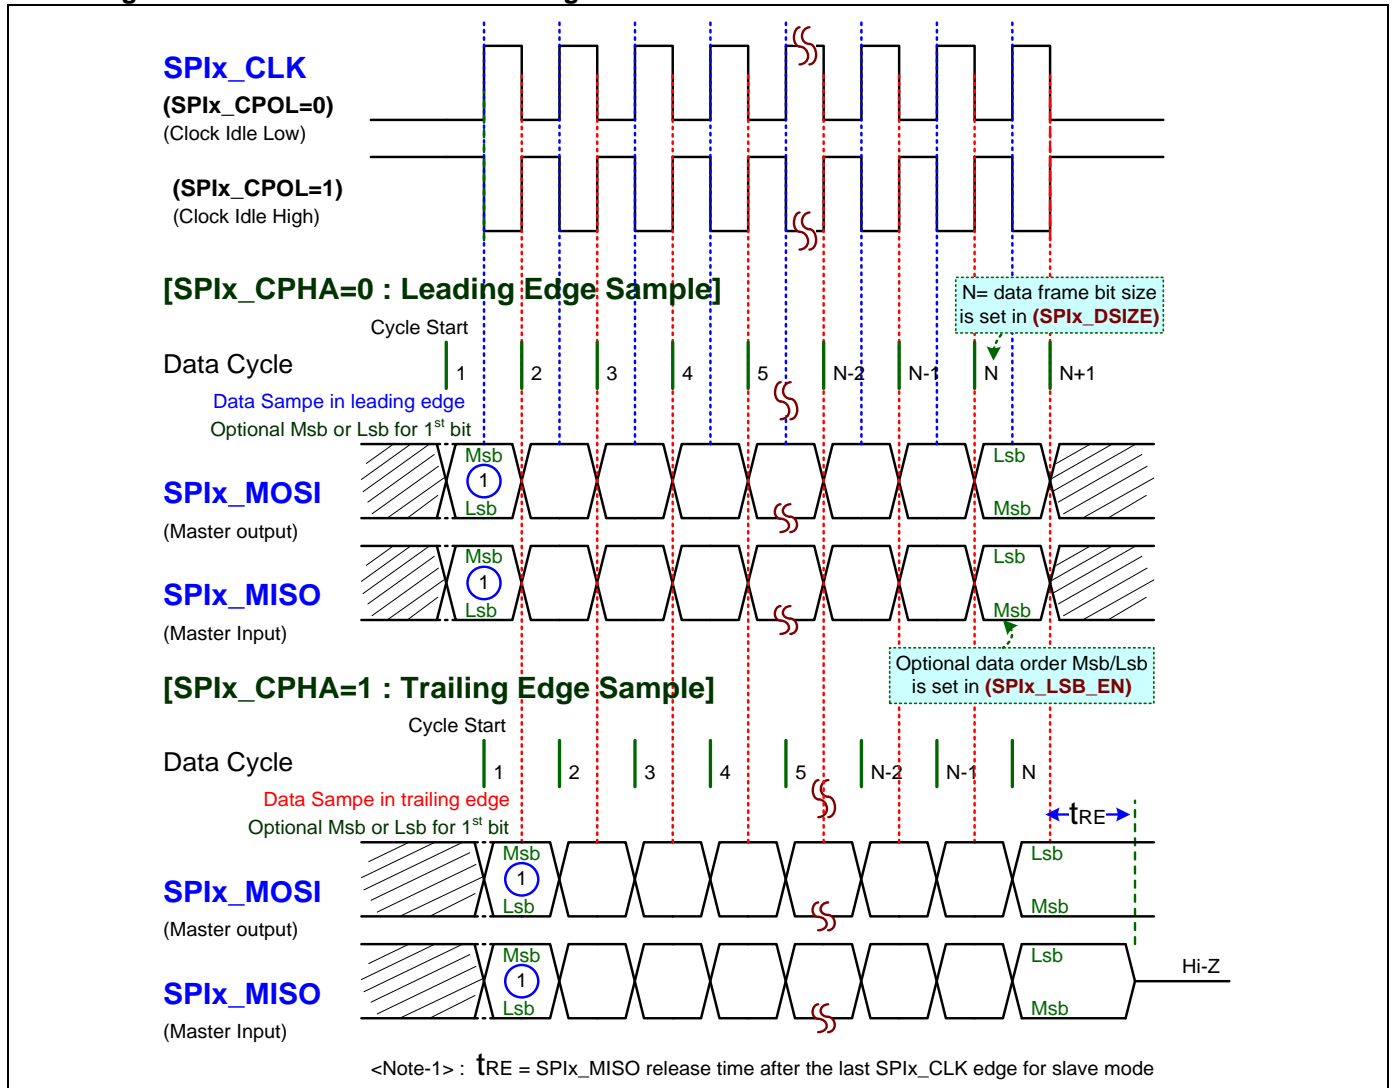 SPIx_CLK
(SPIx_CPOL=0)
(Clock Idle Low)
(SPIx_CPOL=1)
(Clock Idle High)
[SPIx_CPHA=0 : Leading Edge Sample]
N= data frame bit size
is set in (SPIx_DSIZE)
Cycle Start
Data Cycle
1 2 3 4 5 N-2 N-1 N N+1
Data Sampe in leading edge
Optional Msb or Lsb for 1st bit
Msb Lsb
SPIx_MOSI 1
Lsb Msb
(Master output)
Msb Lsb
SPIx_MISO 1
Lsb Msb
(Master Input)
Optional data order Msb/Lsb
is set in (SPIx_LSB_EN)
[SPIx_CPHA=1 : Trailing Edge Sample]
Cycle Start
Data Cycle
1 2 3 4 5 N-2 N-1 N
Data Sampe in trailing edge
tRE
Optional Msb or Lsb for 1st bit
Msb Lsb
SPIx_MOSI 1
Lsb Msb
(Master output)
Msb Lsb
Hi-Z
SPIx_MISO 1
Lsb Msb
(Master Input)
<Note-1> : tRE = SPIx_MISO release time after the last SPIx_CLK edge for slave mode